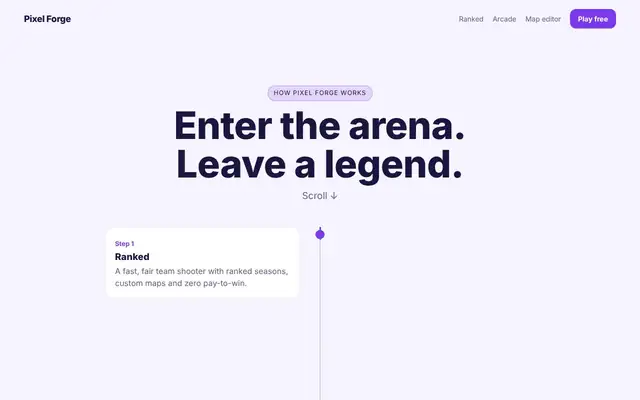 Pixel Forge
Ranked Arcade Map editor Play free
HOW PIXEL FORGE WORKS
Enter the arena.
Leave a legend.
Scroll ↓
Step 1
Ranked
A fast, fair team shooter with ranked seasons,
custom maps and zero pay-to-win.